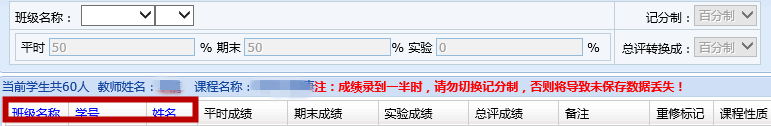 班级名称： 记分制： 百分制
平时 50 % 期末 50 % 实验 0 % 总评转换成： 百分制
当前学生共60人 教师姓名： 课程名称： 注：成绩录到一半时，请勿切换记分制，否则将导致未保存数据丢失！
班级名称 学号 姓名 平时成绩 期末成绩 实验成绩 总评成绩 备注 重修标记 课程性质